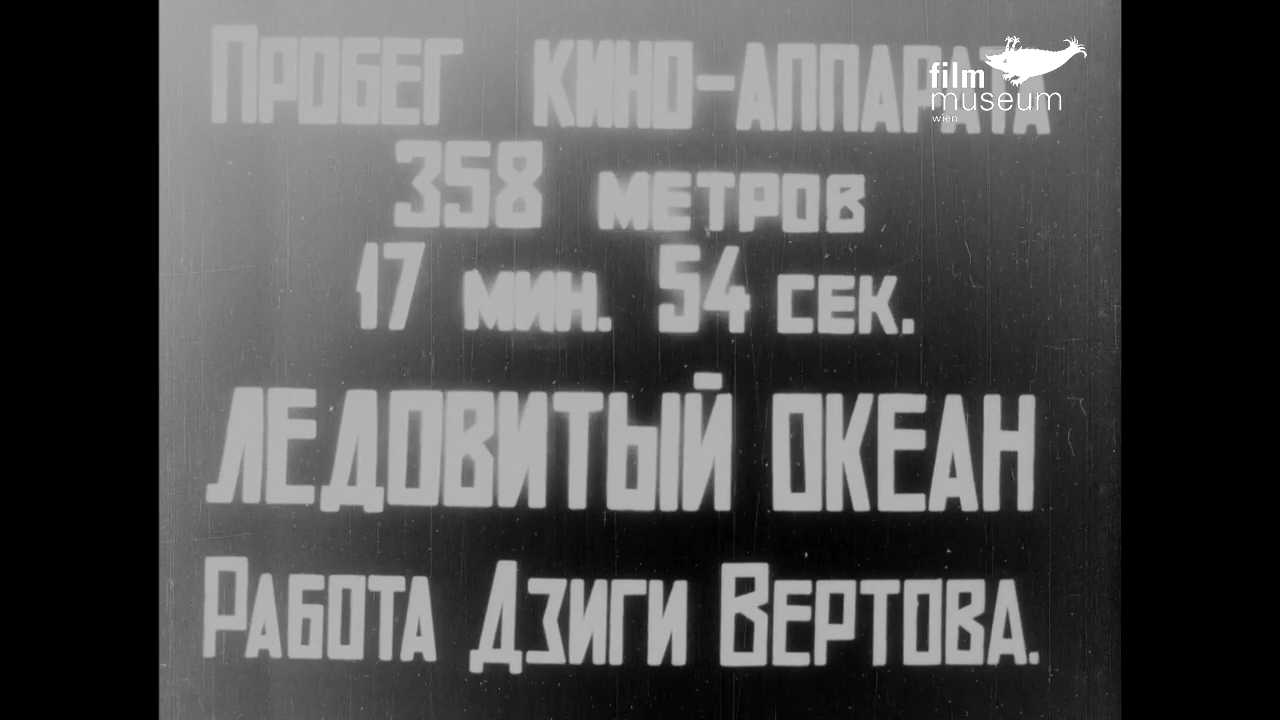 Пробег кино-аппарата
358 метров
17 мин. 54 сек.
Ледовитый океан
Работа Дзиги Вертова.
film
museum
wien